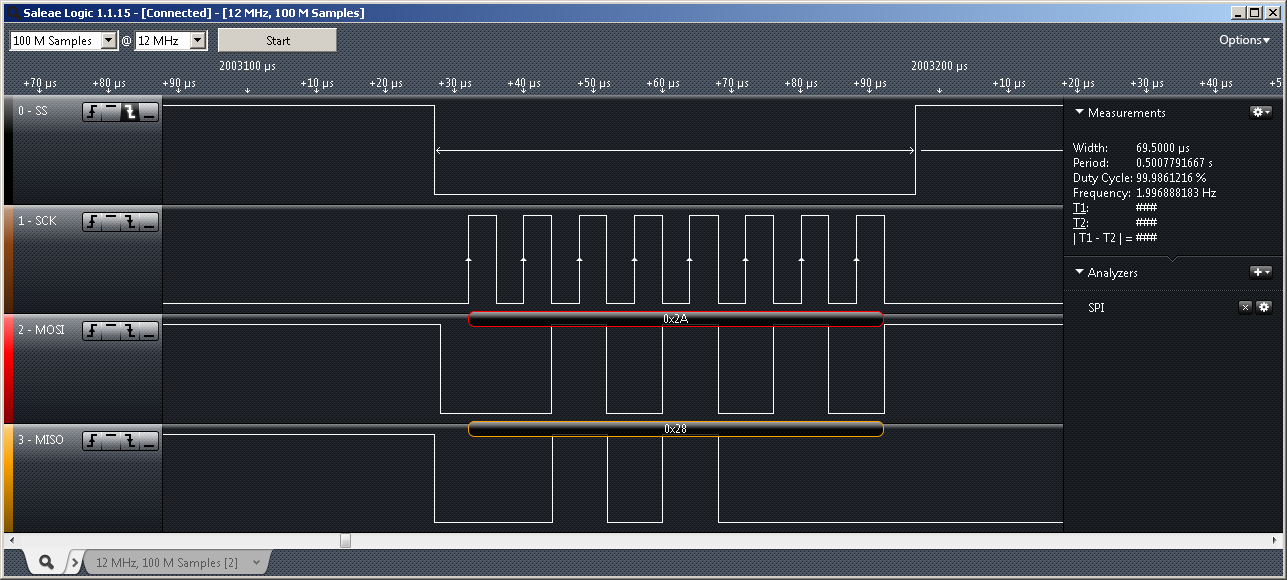 Saleae Logic 1.1.15 - [Connected] - [12 MHz, 100 M Samples]
100 M Samples @ 12 MHz Start Options
2003100 µs 2003200 µs
+70 µs +80 µs +90 µs +10 µs +20 µs +30 µs +40 µs +50 µs +60 µs +70 µs +80 µs +90 µs +10 µs +20 µs +30 µs +40 µs +5
0 - SS
Measurements
Width: 69.5000 µs
Period: 0.5007791667 s
Duty Cycle: 99.9861216 %
Frequency: 1.996888183 Hz
T1: ###
T2: ###
| T1 - T2 | = ###
1 - SCK
Analyzers
SPI
0x2A
2 - MOSI
0x28
3 - MISO
12 MHz, 100 M Samples [2]